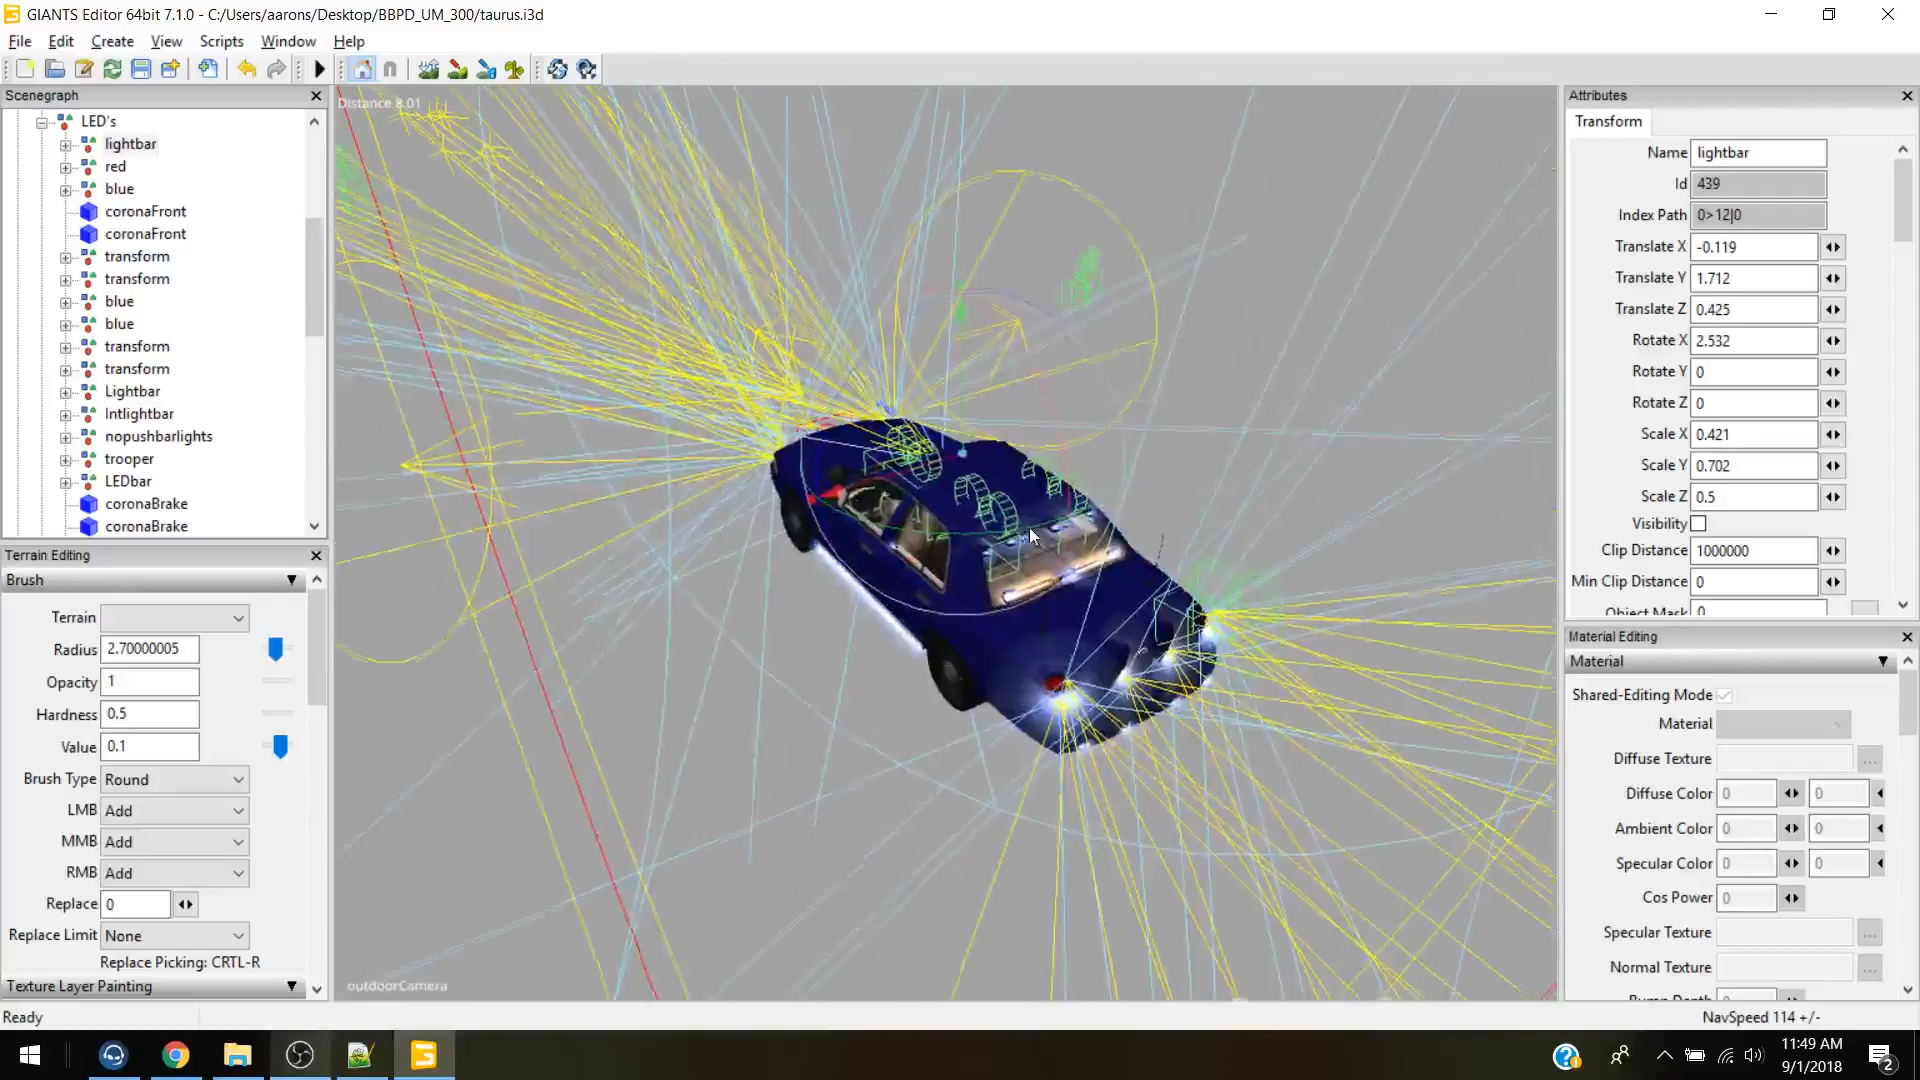 GIANTS Editor 64bit 7.1.0 - C:/Users/aarons/Desktop/BBPD_UM_300/taurus.i3d
File Edit Create View Scripts Window Help
Scenegraph
LED's
lightbar
red
blue
coronaFront
coronaFront
transform
transform
blue
blue
transform
transform
Lightbar
Intlightbar
nopushbarlights
trooper
LEDbar
coronaBrake
coronaBrake
Terrain Editing
Brush
Terrain
Radius 2.70000005
Opacity 1
Hardness 0.5
Value 0.1
Brush Type Round
LMB Add
MMB Add
RMB Add
Replace 0
Replace Limit None
Replace Picking: CRTL-R
Texture Layer Painting
Ready
Distance 8.01
outdoorCamera
Attributes
Transform
Name lightbar
Id 439
Index Path 0>12|0
Translate X -0.119
Translate Y 1.712
Translate Z 0.425
Rotate X 2.532
Rotate Y 0
Rotate Z 0
Scale X 0.421
Scale Y 0.702
Scale Z 0.5
Visibility
Clip Distance 1000000
Min Clip Distance 0
Object Mask 0
Material Editing
Material
Shared-Editing Mode
Material
Diffuse Texture ...
Diffuse Color 0 0
Ambient Color 0 0
Specular Color 0 0
Cos Power 0
Specular Texture ...
Normal Texture ...
Bump Depth
NavSpeed 114 +/-
11:49 AM
9/1/2018
2